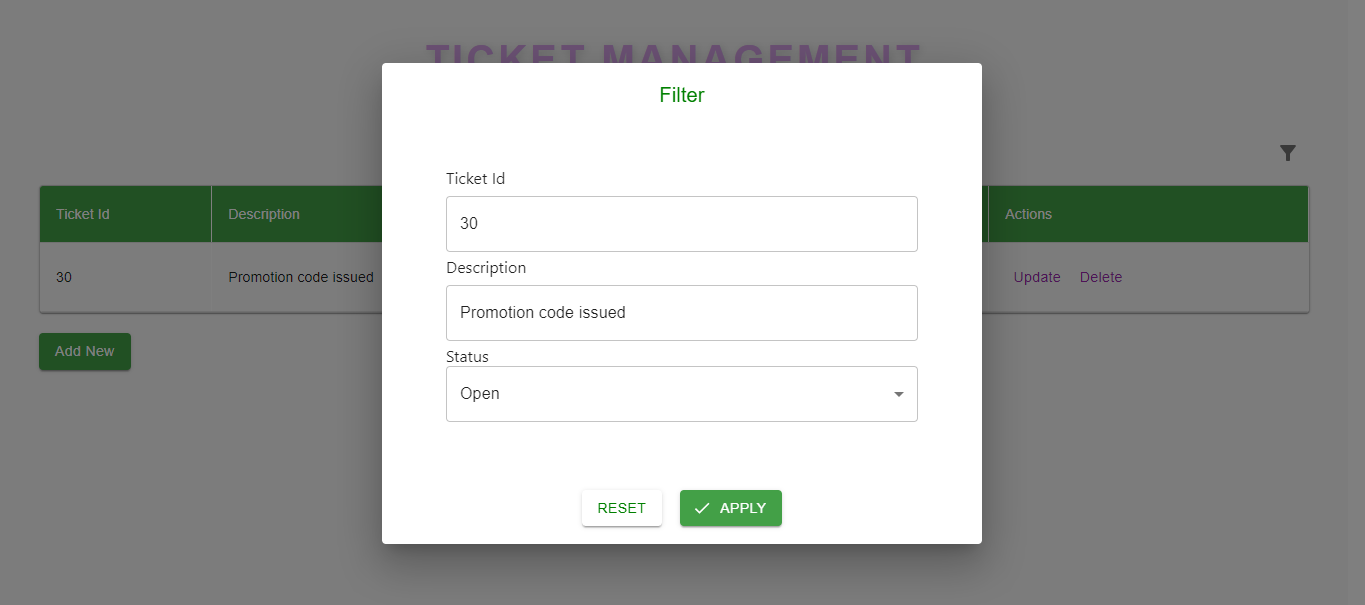 TICKET MANAGEMENT
Filter
Ticket Id
30
Description
Promotion code issued
Status
Open
RESET
APPLY
Ticket Id Description Actions
30 Promotion code issued Update Delete
Add New